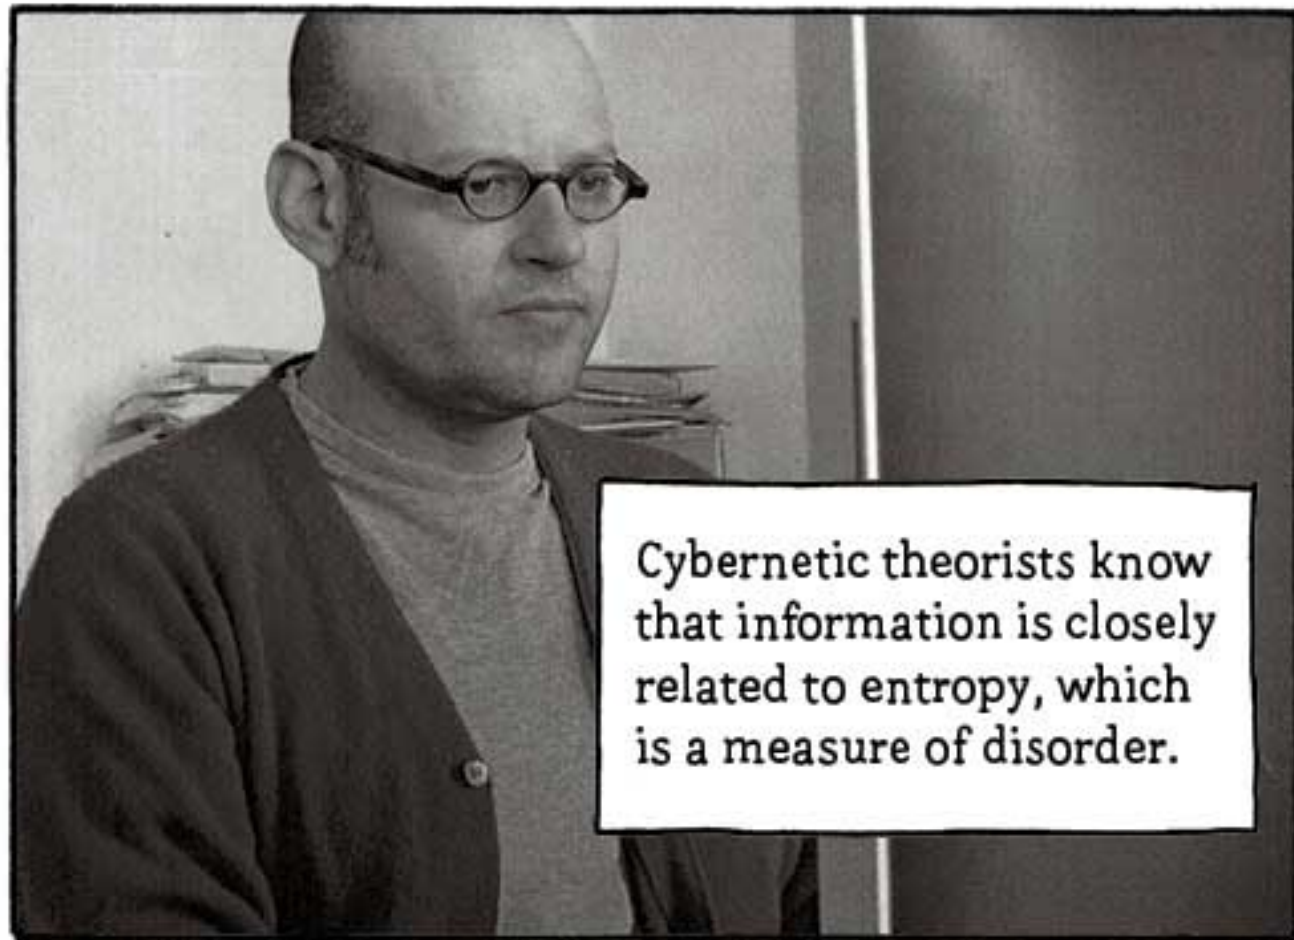 Cybernetic theorists know
that information is closely
related to entropy, which
is a measure of disorder.